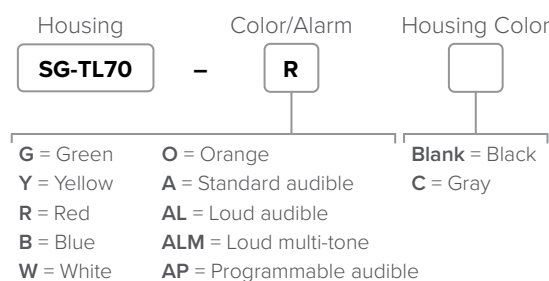 Housing Color/Alarm Housing Color
SG-TL70 – R
G = Green O = Orange Blank = Black
Y = Yellow A = Standard audible C = Gray
R = Red AL = Loud audible
B = Blue ALM = Loud multi-tone
W = White AP = Programmable audible